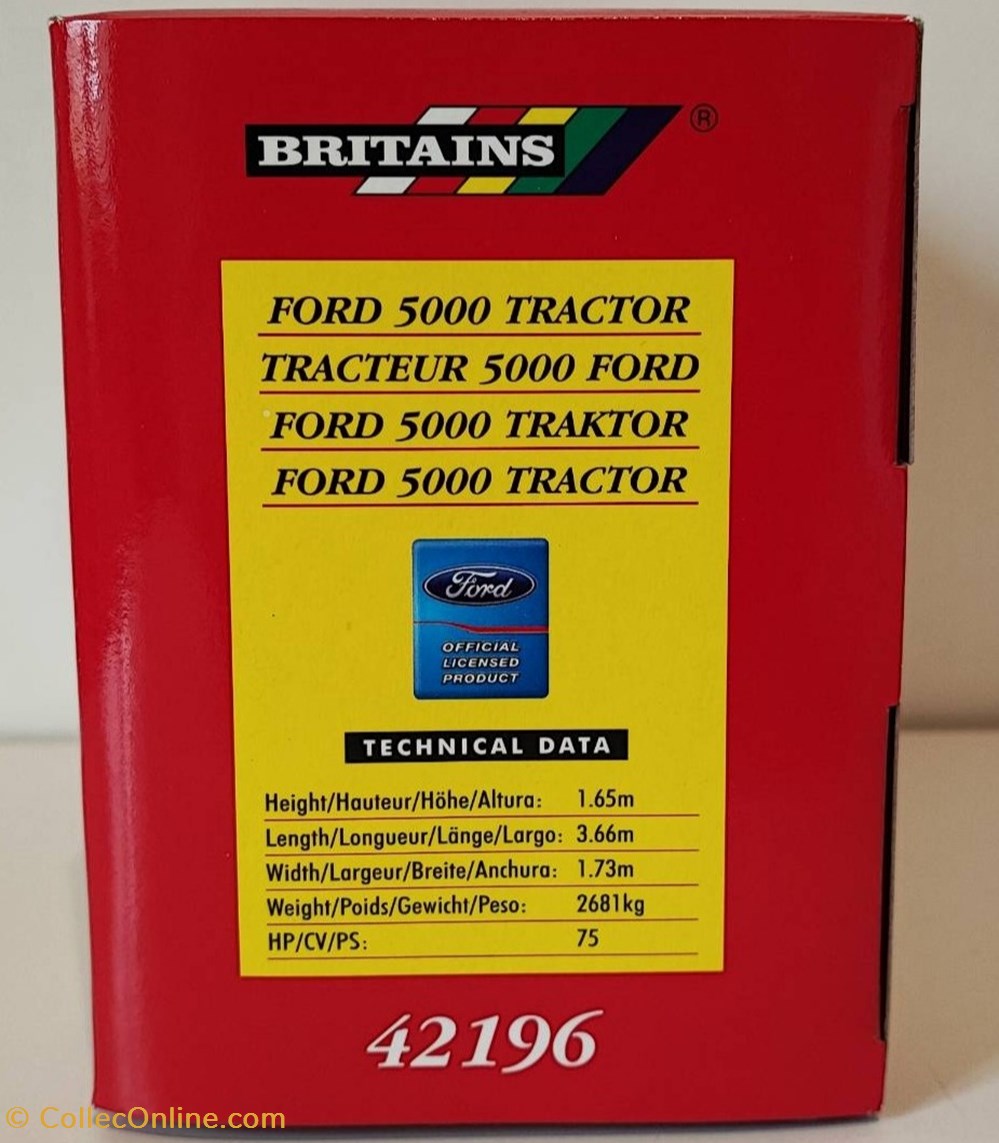 BRITAINS ®
FORD 5000 TRACTOR
TRACTEUR 5000 FORD
FORD 5000 TRAKTOR
FORD 5000 TRACTOR
Ford
OFFICIAL
LICENSED
PRODUCT
TECHNICAL DATA
Height/Hauteur/Höhe/Altura: 1.65m
Length/Longueur/Länge/Largo: 3.66m
Width/Largeur/Breite/Anchura: 1.73m
Weight/Poids/Gewicht/Peso: 2681kg
HP/CV/PS: 75
42196
© CollecOnline.com